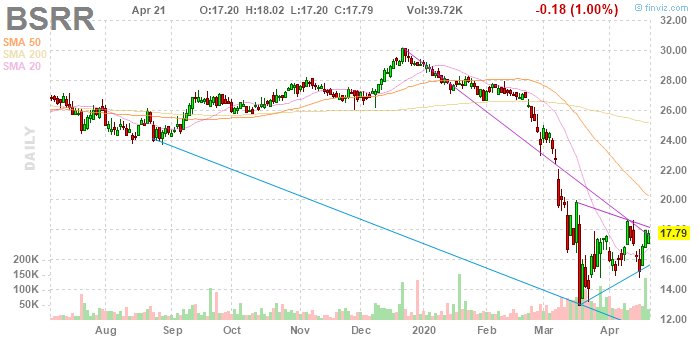 BSRR Apr 21 O:17.20 H:18.02 L:17.20 C:17.79 Vol:39.72K -0.18 (1.00%)
© finviz.com
SMA 50
SMA 200
SMA 20
DAILY
32.00
30.00
28.00
26.00
24.00
22.00
20.00
17.79
16.00
14.00
12.00
200K
150K
100K
50K
Aug Sep Oct Nov Dec 2020 Feb Mar Apr